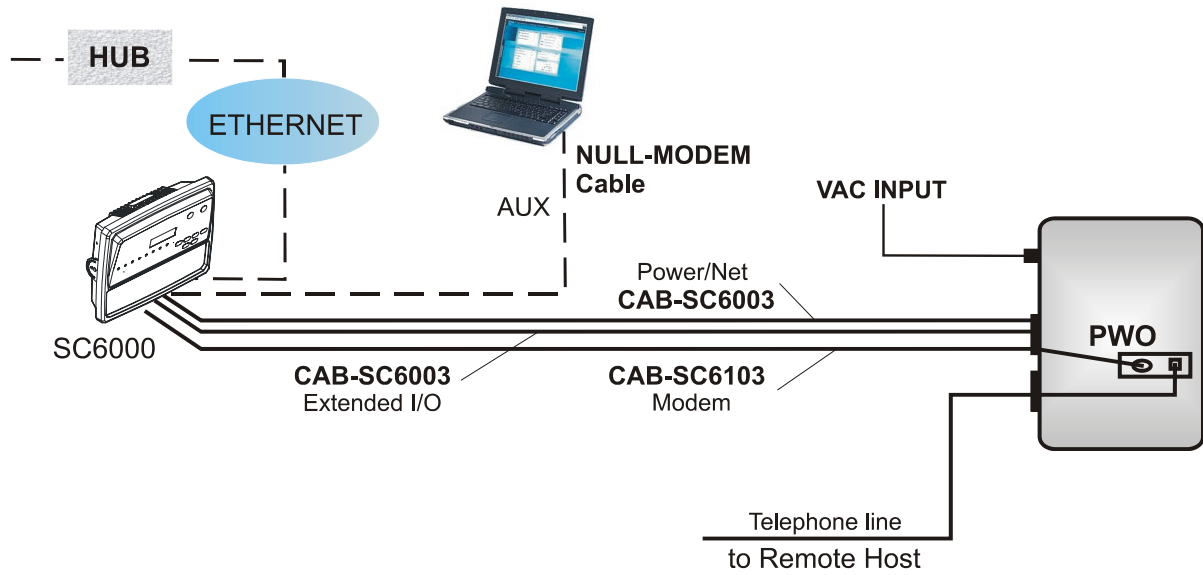 HUB
ETHERNET
NULL-MODEM
Cable
AUX
VAC INPUT
Power/Net
CAB-SC6003
SC6000
PWO
CAB-SC6003
Extended I/O
CAB-SC6103
Modem
Telephone line
to Remote Host